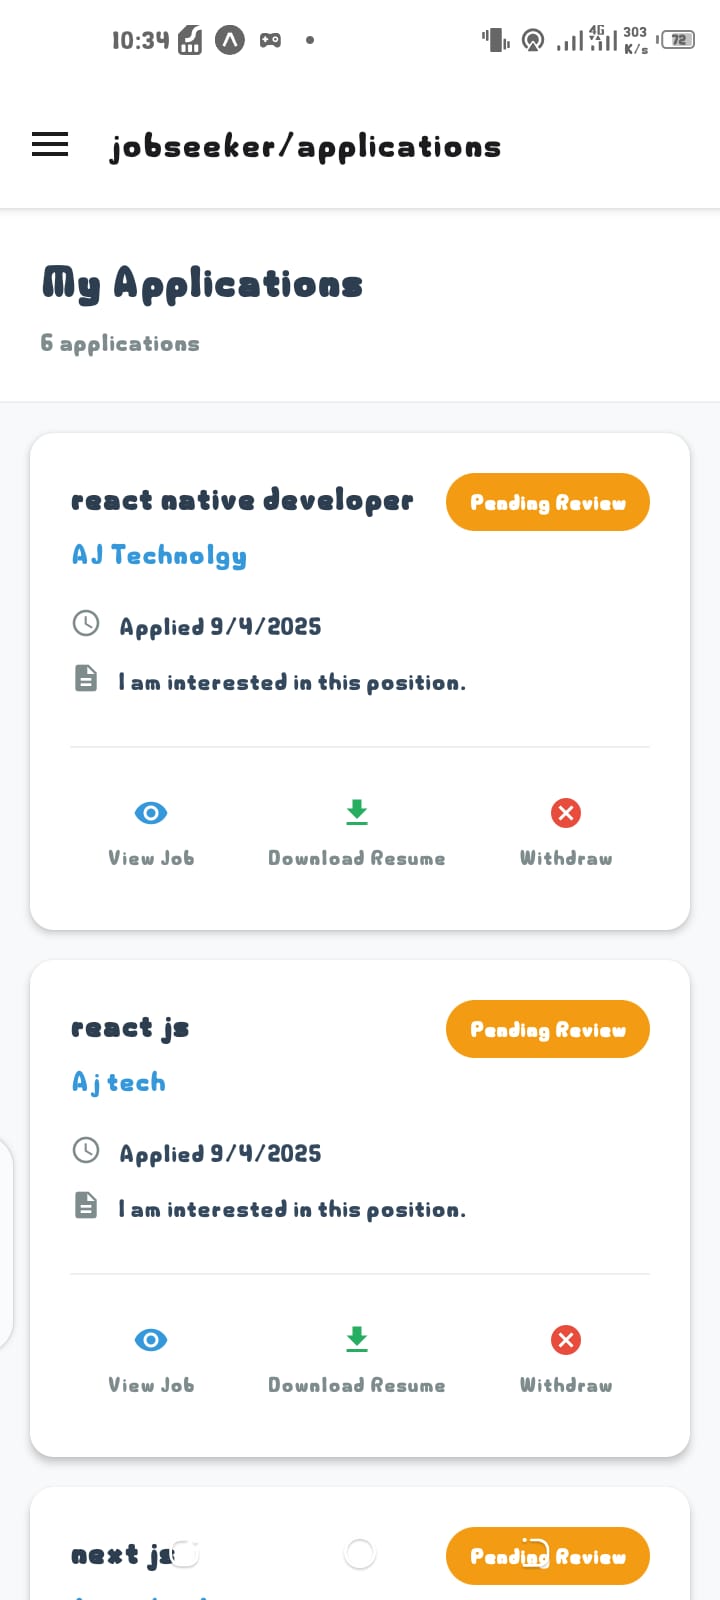 10:34
4G
303
K/s
72
jobseeker/applications
My Applications
6 applications
react native developer
Pending Review
AJ Technolgy
Applied 9/4/2025
I am interested in this position.
View Job
Download Resume
Withdraw
react js
Pending Review
Aj tech
Applied 9/4/2025
I am interested in this position.
View Job
Download Resume
Withdraw
next js
Pending Review